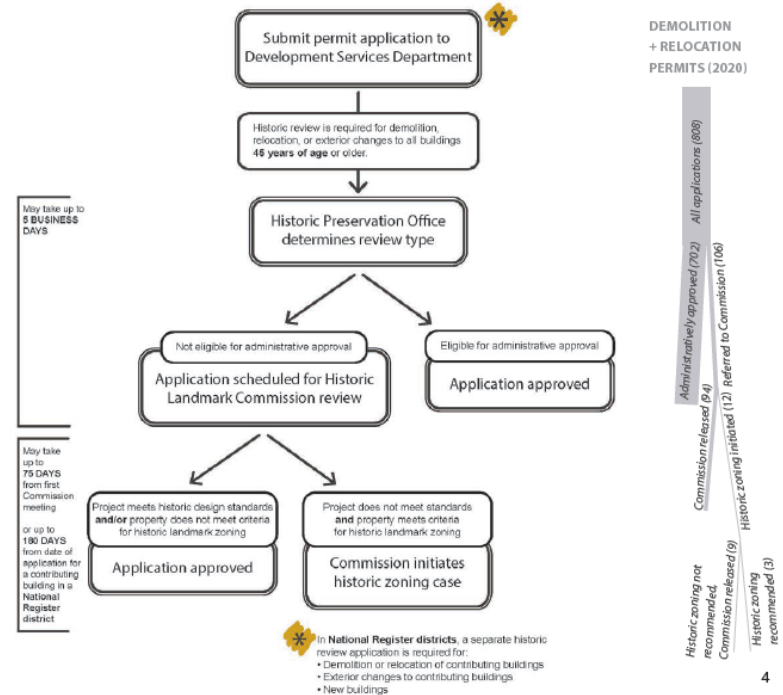 Submit permit application to
Development Services Department
*
Historic review is required for demolition,
relocation, or exterior changes to all buildings
45 years of age or older.
May take up to
5 BUSINESS
DAYS
Historic Preservation Office
determines review type
Not eligible for administrative approval
Application scheduled for Historic
Landmark Commission review
Eligible for administrative approval
Application approved
May take
up to
75 DAYS
from first
Commission
meeting
or up to
180 DAYS
from date of
application for
a contributing
building in a
National
Register
district
Project meets historic design standards
and/or property does not meet criteria
for historic landmark zoning
Application approved
Project does not meet standards
and property meets criteria
for historic landmark zoning
Commission initiates
historic zoning case
*
In National Register districts, a separate historic
review application is required for:
• Demolition or relocation of contributing buildings
• Exterior changes to contributing buildings
• New buildings
DEMOLITION
+ RELOCATION
PERMITS (2020)
All applications (808)
Administratively approved (702)
Referred to Commission (106)
Commission released (94)
Historic zoning initiated (12)
Historic zoning not
recommended,
Commission released (9)
Historic zoning
recommended (3)
4